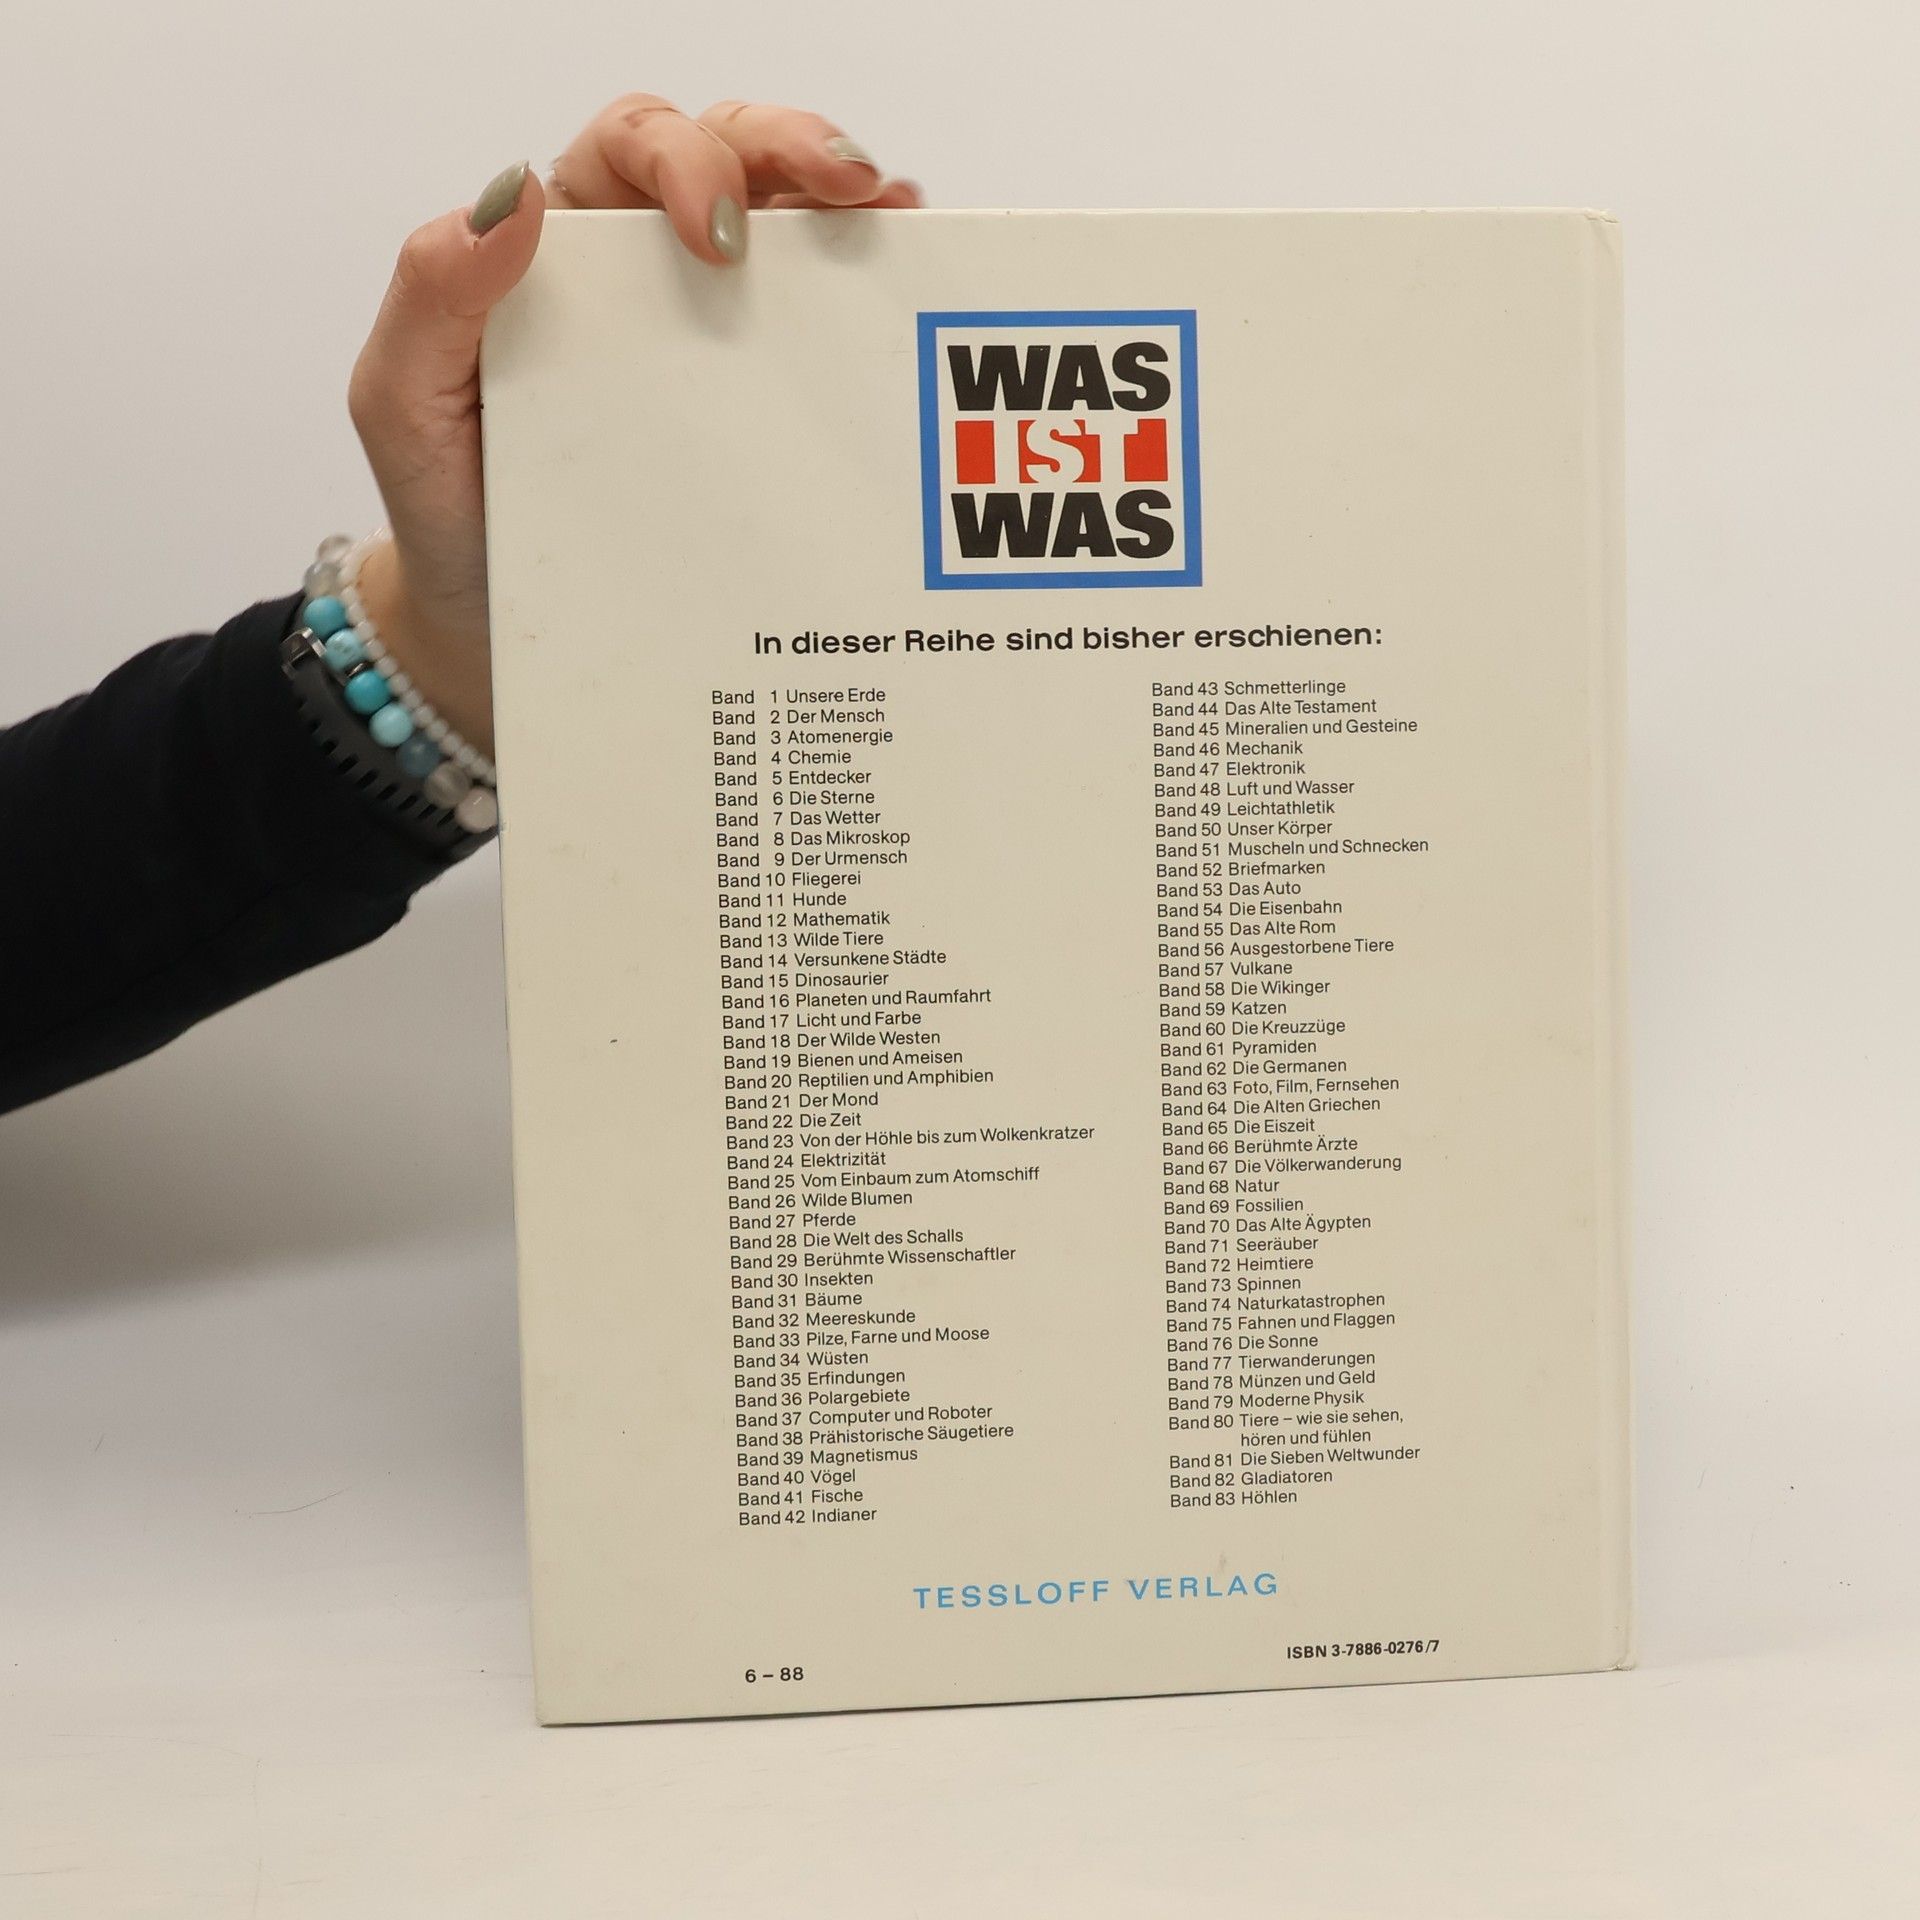 WAS
IST
WAS
In dieser Reihe sind bisher erschienen:
Band 1 Unsere Erde
Band 2 Der Mensch
Band 3 Atomenergie
Band 4 Chemie
Band 5 Entdecker
Band 6 Die Sterne
Band 7 Das Wetter
Band 8 Das Mikroskop
Band 9 Der Urmensch
Band 10 Fliegerei
Band 11 Hunde
Band 12 Mathematik
Band 13 Wilde Tiere
Band 14 Versunkene Städte
Band 15 Dinosaurier
Band 16 Planeten und Raumfahrt
Band 17 Licht und Farbe
Band 18 Der Wilde Westen
Band 19 Bienen und Ameisen
Band 20 Reptilien und Amphibien
Band 21 Der Mond
Band 22 Die Zeit
Band 23 Von der Höhle bis zum Wolkenkratzer
Band 24 Elektrizität
Band 25 Vom Einbaum zum Atomschiff
Band 26 Wilde Blumen
Band 27 Pferde
Band 28 Die Welt des Schalls
Band 29 Berühmte Wissenschaftler
Band 30 Insekten
Band 31 Bäume
Band 32 Meereskunde
Band 33 Pilze, Farne und Moose
Band 34 Wüsten
Band 35 Erfindungen
Band 36 Polargebiete
Band 37 Computer und Roboter
Band 38 Prähistorische Säugetiere
Band 39 Magnetismus
Band 40 Vögel
Band 41 Fische
Band 42 Indianer
Band 43 Schmetterlinge
Band 44 Das Alte Testament
Band 45 Mineralien und Gesteine
Band 46 Mechanik
Band 47 Elektronik
Band 48 Luft und Wasser
Band 49 Leichtathletik
Band 50 Unser Körper
Band 51 Muscheln und Schnecken
Band 52 Briefmarken
Band 53 Das Auto
Band 54 Die Eisenbahn
Band 55 Das Alte Rom
Band 56 Ausgestorbene Tiere
Band 57 Vulkane
Band 58 Die Wikinger
Band 59 Katzen
Band 60 Die Kreuzzüge
Band 61 Pyramiden
Band 62 Die Germanen
Band 63 Foto, Film, Fernsehen
Band 64 Die Alten Griechen
Band 65 Die Eiszeit
Band 66 Berühmte Ärzte
Band 67 Die Völkerwanderung
Band 68 Natur
Band 69 Fossilien
Band 70 Das Alte Ägypten
Band 71 Seeräuber
Band 72 Heimtiere
Band 73 Spinnen
Band 74 Naturkatastrophen
Band 75 Fahnen und Flaggen
Band 76 Die Sonne
Band 77 Tierwanderungen
Band 78 Münzen und Geld
Band 79 Moderne Physik
Band 80 Tiere – wie sie sehen,
hören und fühlen
Band 81 Die Sieben Weltwunder
Band 82 Gladiatoren
Band 83 Höhlen
TESSLOFF VERLAG
ISBN 3-7886-0276/7
6 – 88